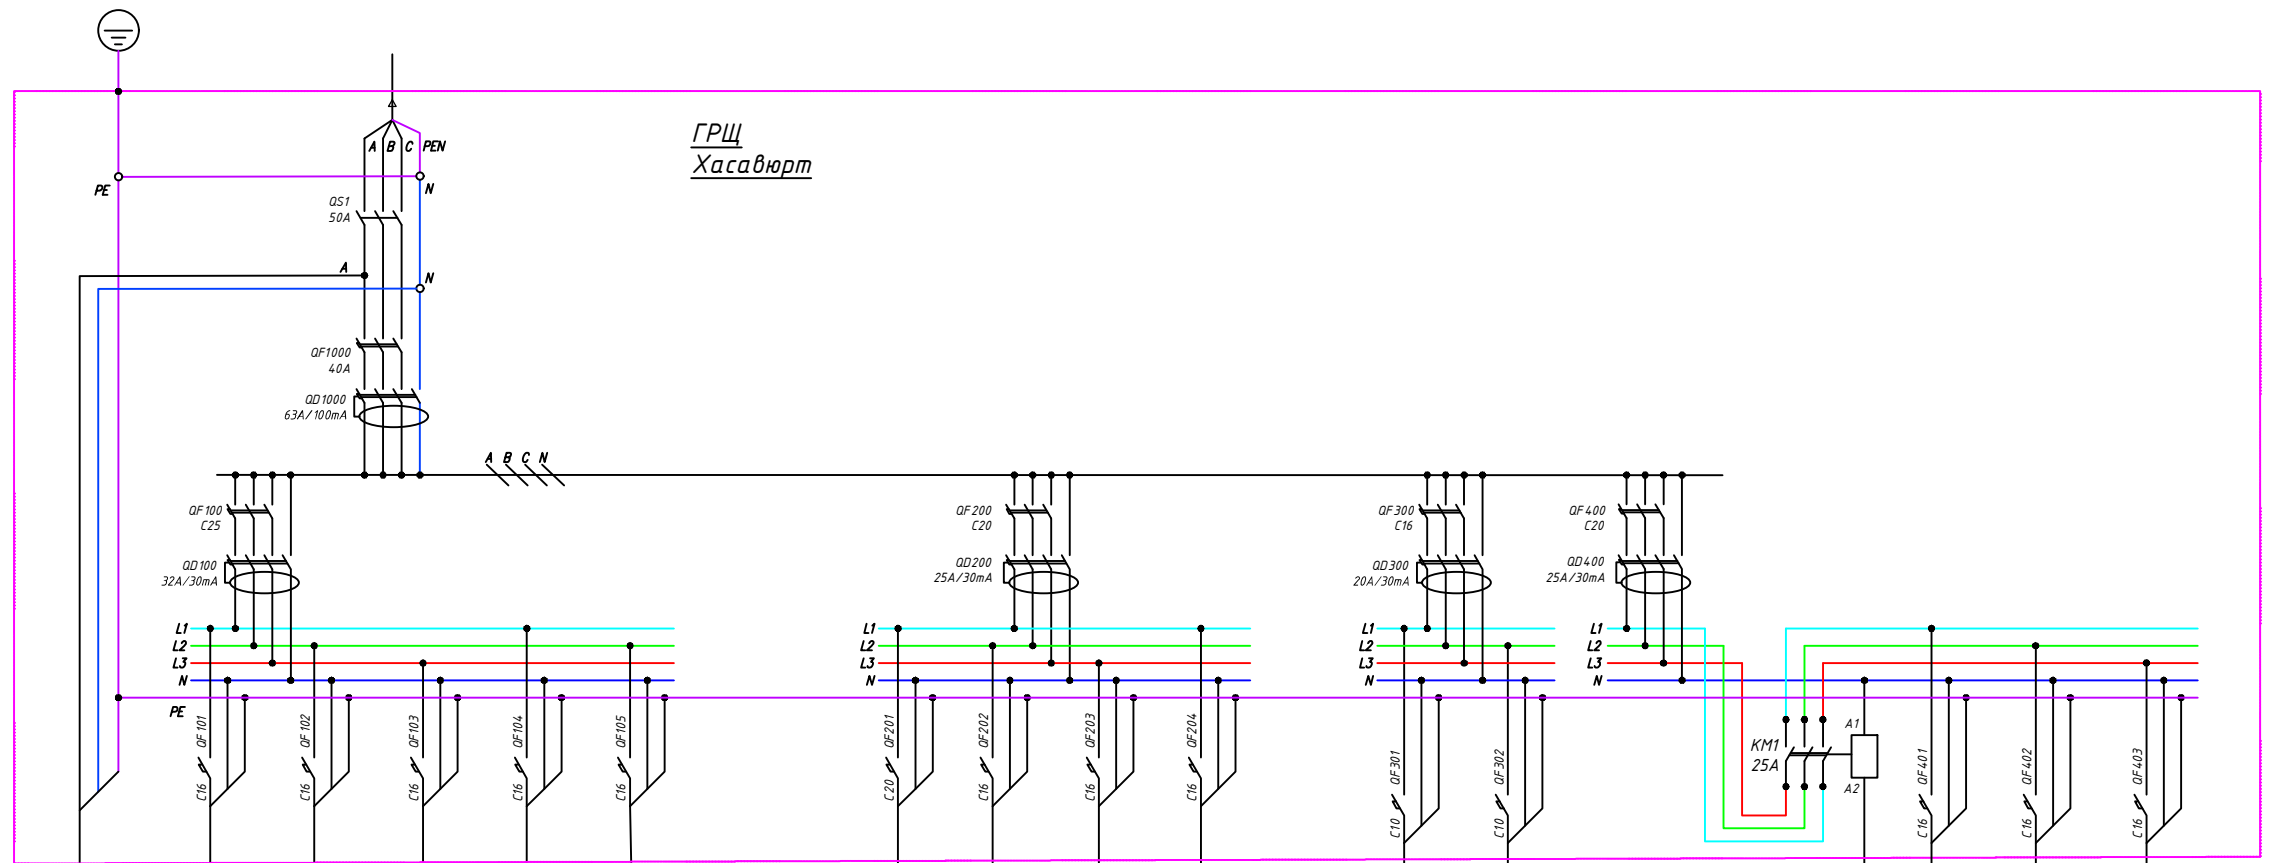 ГРЩ
Хасавюрт
A B C PEN
PE
N
QS1
50A
A
N
QF1000
40A
QD1000
63A/100mA
A B C N
QF100
C25
QF200
C20
QF300
C16
QF400
C20
QD100
32A/30mA
QD200
25A/30mA
QD300
20A/30mA
QD400
25A/30mA
L1
L2
L3
N
PE
L1
L2
L3
N
L1
L2
L3
N
L1
L2
L3
N
QF101
C16
QF102
C16
QF103
C16
QF104
C16
QF105
C16
QF201
C20
QF202
C16
QF203
C16
QF204
C16
QF301
C10
QF302
C10
KM1
25A
A1
A2
QF401
C16
QF402
C16
QF403
C16